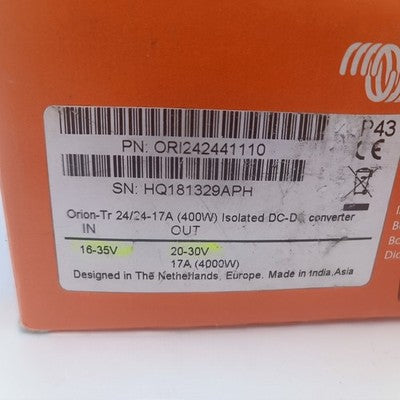 PN: ORI242441110
P43
SN: HQ181329APH
Orion-Tr 24/24-17A (400W) Isolated DC-DC converter
IN OUT
16-35V 20-30V
17A (4000W)
Designed in The Netherlands, Europe. Made in India, Asia